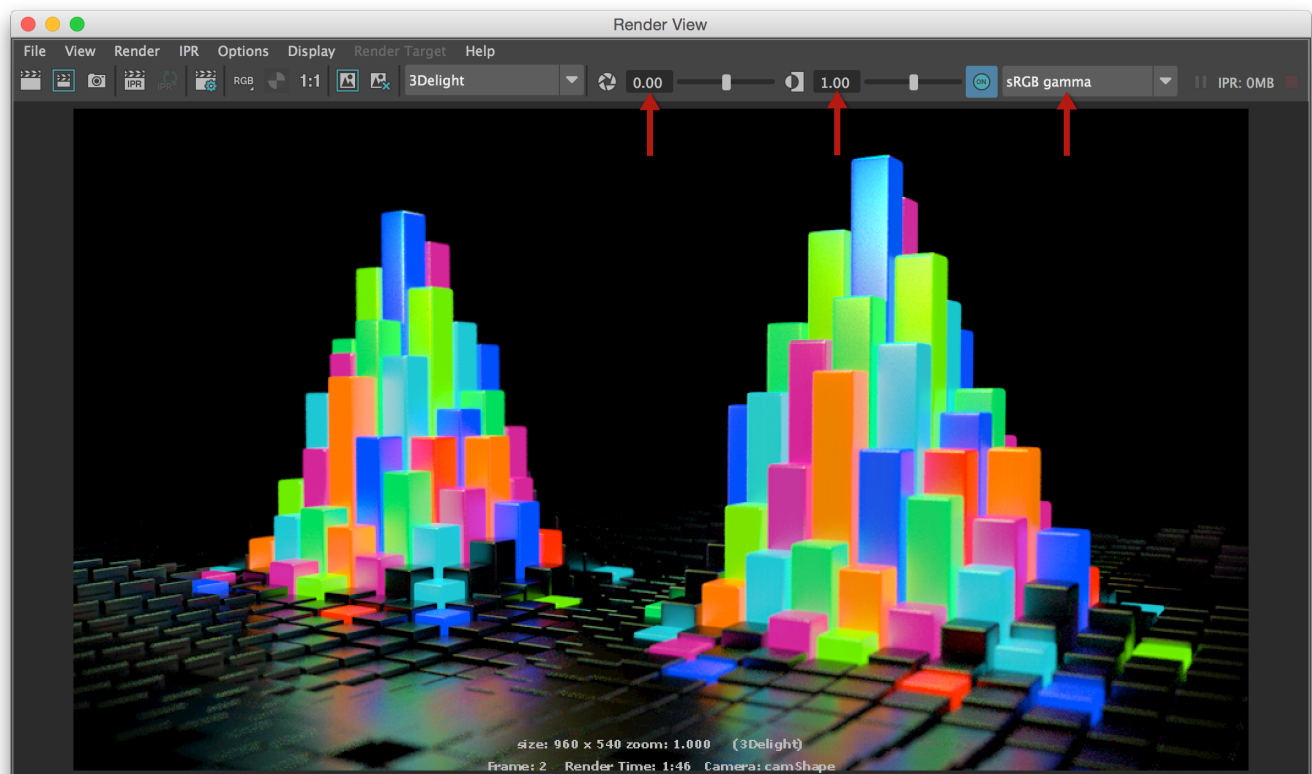 Render View
File View Render IPR Options Display Render Target Help
IPR IPR RGB 1:1 3Delight 0.00 1.00 ON sRGB gamma IPR: 0MB
size: 960 x 540 zoom: 1.000 (3Delight)
Frame: 2 Render Time: 1:46 Camera: camShape